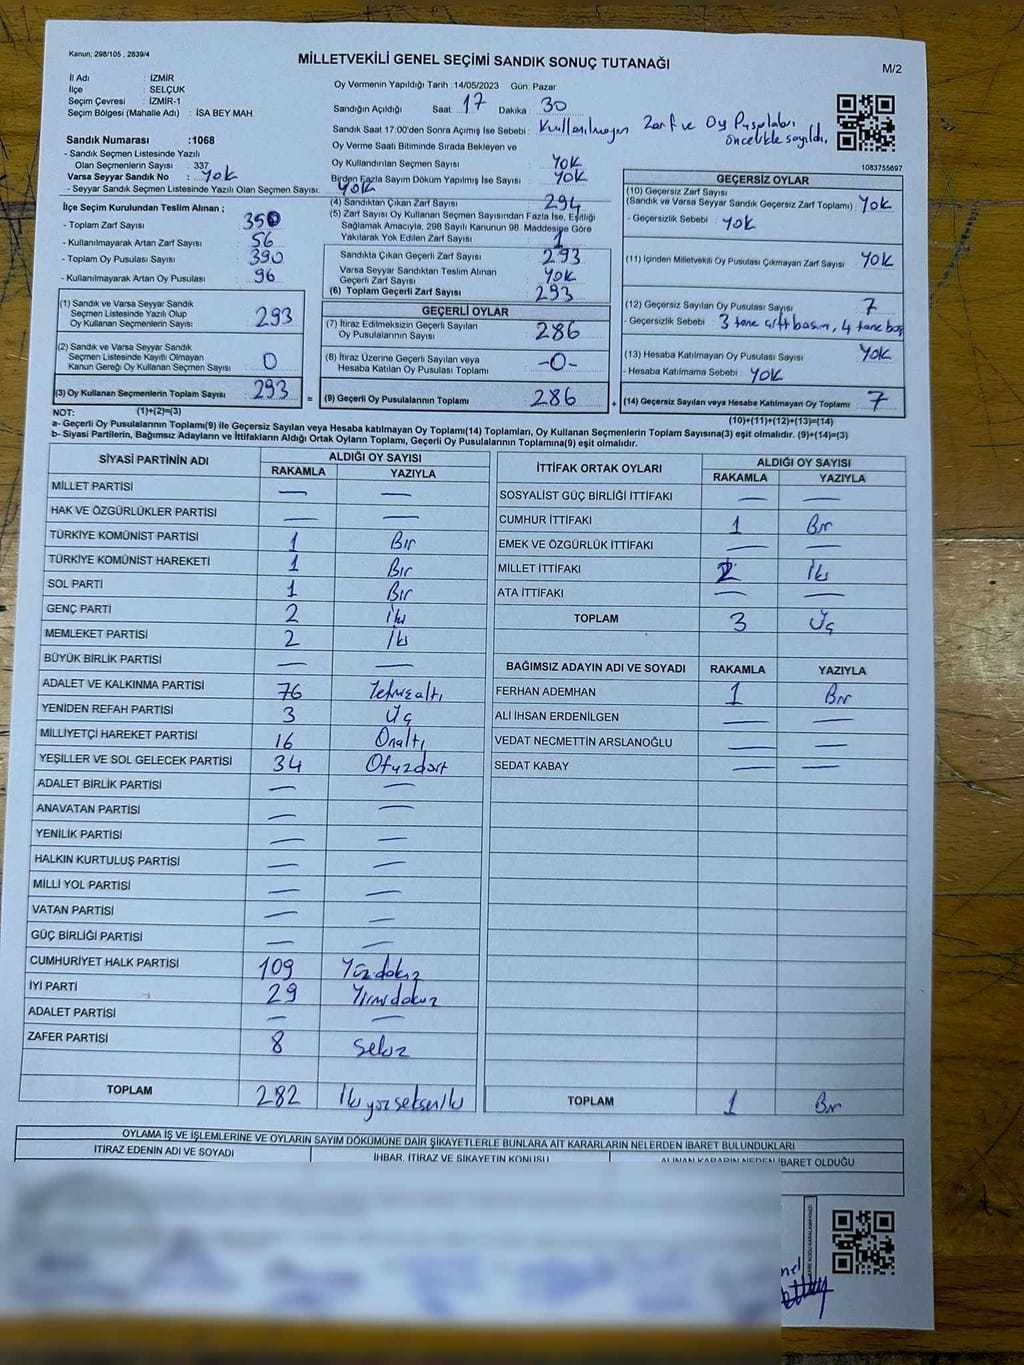 Kanun; 298/105 , 2839/4
MİLLETVEKİLİ GENEL SEÇİMİ SANDIK SONUÇ TUTANAĞI
M/2
İl Adı : İZMİR
İlçe : SELÇUK
Seçim Çevresi : İZMİR-1
Seçim Bölgesi (Mahalle Adı) : İSA BEY MAH.
Oy Vermenin Yapıldığı Tarih : 14/05/2023 Gün: Pazar
Sandığın Açıldığı Saat: 17 Dakika : 30
Sandık Saat 17.00'den Sonra Açımış İse Sebebi : Kullanılmayan Zarf ve Oy Pusulaları öncelikle sayıldı.
Oy Verme Saati Bitiminde Sırada Bekleyen ve
Oy Kullandırılan Seçmen Sayısı YOK
Birden Fazla Sayım Döküm Yapılmış İse Sayısı YOK
1083755697
Sandık Numarası :1068
- Sandık Seçmen Listesinde Yazılı
Olan Seçmenlerin Sayısı : 337
Varsa Seyyar Sandık No : YOK
- Seyyar Sandık Seçmen Listesinde Yazılı Olan Seçmen Sayısı: YOK
İlçe Seçim Kurulundan Teslim Alınan ;
- Toplam Zarf Sayısı 350
- Kullanılmayarak Artan Zarf Sayısı : 56
- Toplam Oy Pusulası Sayısı : 390
- Kullanılmayarak Artan Oy Pusulası : 96
(1) Sandık ve Varsa Seyyar Sandık
Seçmen Listesinde Yazılı Olup
Oy Kullanan Seçmenlerin Sayısı : 293
(2) Sandık ve Varsa Seyyar Sandık
Seçmen Listesinde Kayıtlı Olmayan
Kanun Gereği Oy Kullanan Seçmen Sayısı : 0
(3) Oy Kullanan Seçmenlerin Toplam Sayısı : 293
(4) Sandıktan Çıkan Zarf Sayısı : 294
(5) Zarf Sayısı Oy Kullanan Seçmen Sayısından Fazla İse, Eşitliği
Sağlamak Amacıyla, 298 Sayılı Kanunun 98. Maddesine Göre
Yakılarak Yok Edilen Zarf Sayısı 1
Sandıkta Çıkan Geçerli Zarf Sayısı : 293
Varsa Seyyar Sandıktan Teslim Alınan
Geçerli Zarf Sayısı : YOK
(6) Toplam Geçerli Zarf Sayısı : 293
GEÇERLİ OYLAR
(7) İtiraz Edilmeksizin Geçerli Sayılan
Oy Pusulalarının Sayısı : 286
(8) İtiraz Üzerine Geçerli Sayılan veya
Hesaba Katılan Oy Pusulası Toplamı : -0-
= (9) Geçerli Oy Pusulalarının Toplamı : 286
GEÇERSİZ OYLAR
(10) Geçersiz Zarf Sayısı
(Sandık ve Varsa Seyyar Sandık Geçersiz Zarf Toplamı) : YOK
- Geçersizlik Sebebi : YOK
(11) İçinden Milletvekili Oy Pusulası Çıkmayan Zarf Sayısı : YOK
(12) Geçersiz Sayılan Oy Pusulası Sayısı : 7
- Geçersizlik Sebebi : 3 tane çift basım, 4 tane boş
(13) Hesaba Katılmayan Oy Pusulası Sayısı : YOK
- Hesaba Katılmama Sebebi : YOK
+ (14) Geçersiz Sayılan veya Hesaba Katılmayan Oy Toplamı : 7
NOT: (1)+(2)=(3) (10)+(11)+(12)+(13)=(14)
a- Geçerli Oy Pusulalarının Toplamı(9) ile Geçersiz Sayılan veya Hesaba katılmayan Oy Toplamı(14) Toplamları, Oy Kullanan Seçmenlerin Toplam Sayısına(3) eşit olmalıdır. (9)+(14)=(3)
b- Siyasi Partilerin, Bağımsız Adayların ve İttifakların Aldığı Ortak Oyların Toplamı, Geçerli Oy Pusulalarının Toplamına(9) eşit olmalıdır.
SİYASİ PARTİNİN ADI ALDIĞI OY SAYISI
RAKAMLA YAZIYLA
MİLLET PARTİSİ — —
HAK VE ÖZGÜRLÜKLER PARTİSİ — —
TÜRKİYE KOMÜNİST PARTİSİ 1 Bir
TÜRKİYE KOMÜNİST HAREKETİ 1 Bir
SOL PARTİ 1 Bir
GENÇ PARTİ 2 İki
MEMLEKET PARTİSİ 2 İki
BÜYÜK BİRLİK PARTİSİ — —
ADALET VE KALKINMA PARTİSİ 76 Yetmişaltı
YENİDEN REFAH PARTİSİ 3 Üç
MİLLİYETÇİ HAREKET PARTİSİ 16 Onaltı
YEŞİLLER VE SOL GELECEK PARTİSİ 34 Otuzdört
ADALET BİRLİK PARTİSİ — —
ANAVATAN PARTİSİ — —
YENİLİK PARTİSİ — —
HALKIN KURTULUŞ PARTİSİ — —
MİLLİ YOL PARTİSİ — —
VATAN PARTİSİ — —
GÜÇ BİRLİĞİ PARTİSİ — —
CUMHURİYET HALK PARTİSİ 109 Yüzdokuz
İYİ PARTİ 29 Yirmidokuz
ADALET PARTİSİ — —
ZAFER PARTİSİ 8 Sekiz
TOPLAM 282 İkiyüzsekseniki
İTTİFAK ORTAK OYLARI ALDIĞI OY SAYISI
RAKAMLA YAZIYLA
SOSYALİST GÜÇ BİRLİĞİ İTTİFAKI — —
CUMHUR İTTİFAKI 1 Bir
EMEK VE ÖZGÜRLÜK İTTİFAKI — —
MİLLET İTTİFAKI 2 İki
ATA İTTİFAKI — —
TOPLAM 3 Üç
BAĞIMSIZ ADAYIN ADI VE SOYADI RAKAMLA YAZIYLA
FERHAN ADEMHAN 1 Bir
ALİ İHSAN ERDENİLGEN — —
VEDAT NECMETTİN ARSLANOĞLU — —
SEDAT KABAY — —
TOPLAM 1 Bir
OYLAMA İŞ VE İŞLEMLERİNE VE OYLARIN SAYIM DÖKÜMÜNE DAİR ŞİKAYETLERLE BUNLARA AİT KARARLARIN NELERDEN İBARET BULUNDUKLARI
İTİRAZ EDENİN ADI VE SOYADI İHBAR, İTİRAZ VE ŞİKAYETİN KONUSU ALINAN KARARIN NEDEN İBARET OLDUĞU